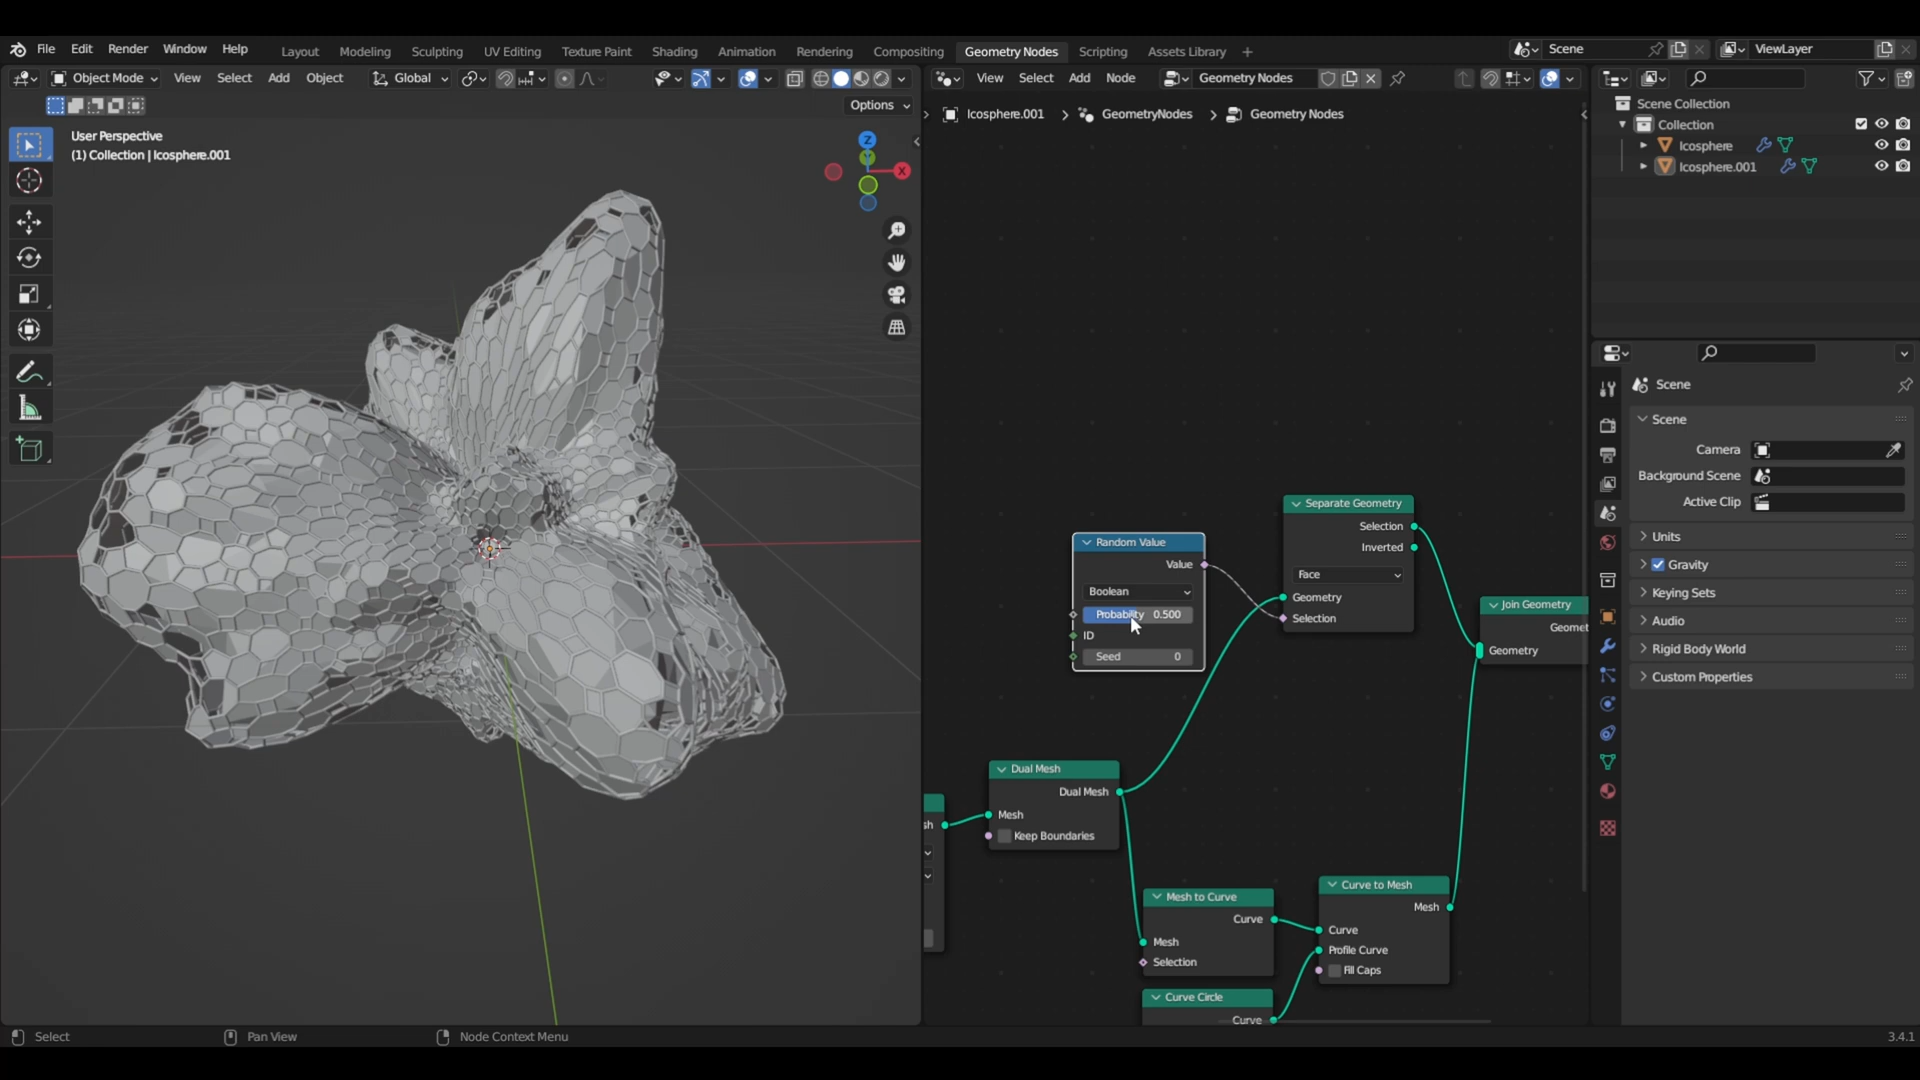 File Edit Render Window Help Layout Modeling Sculpting UV Editing Texture Paint Shading Animation Rendering Compositing Geometry Nodes Scripting Assets Library + Scene ViewLayer
Object Mode View Select Add Object Global View Select Add Node Geometry Nodes
Options
User Perspective
(1) Collection | Icosphere.001
Z
Y
X
Icosphere.001 > GeometryNodes > Geometry Nodes
Scene Collection
Collection
Icosphere
Icosphere.001
Random Value
Value
Boolean
Probability 0.500
ID
Seed 0
Separate Geometry
Selection
Inverted
Face
Geometry
Selection
Join Geometry
Geomet
Geometry
Dual Mesh
Dual Mesh
Mesh
Keep Boundaries
sh
Mesh to Curve
Curve
Mesh
Selection
Curve to Mesh
Mesh
Curve
Profile Curve
Fill Caps
Curve Circle
Curve
Scene
Scene
Camera
Background Scene
Active Clip
Units
Gravity
Keying Sets
Audio
Rigid Body World
Custom Properties
Select Pan View Node Context Menu 3.4.1